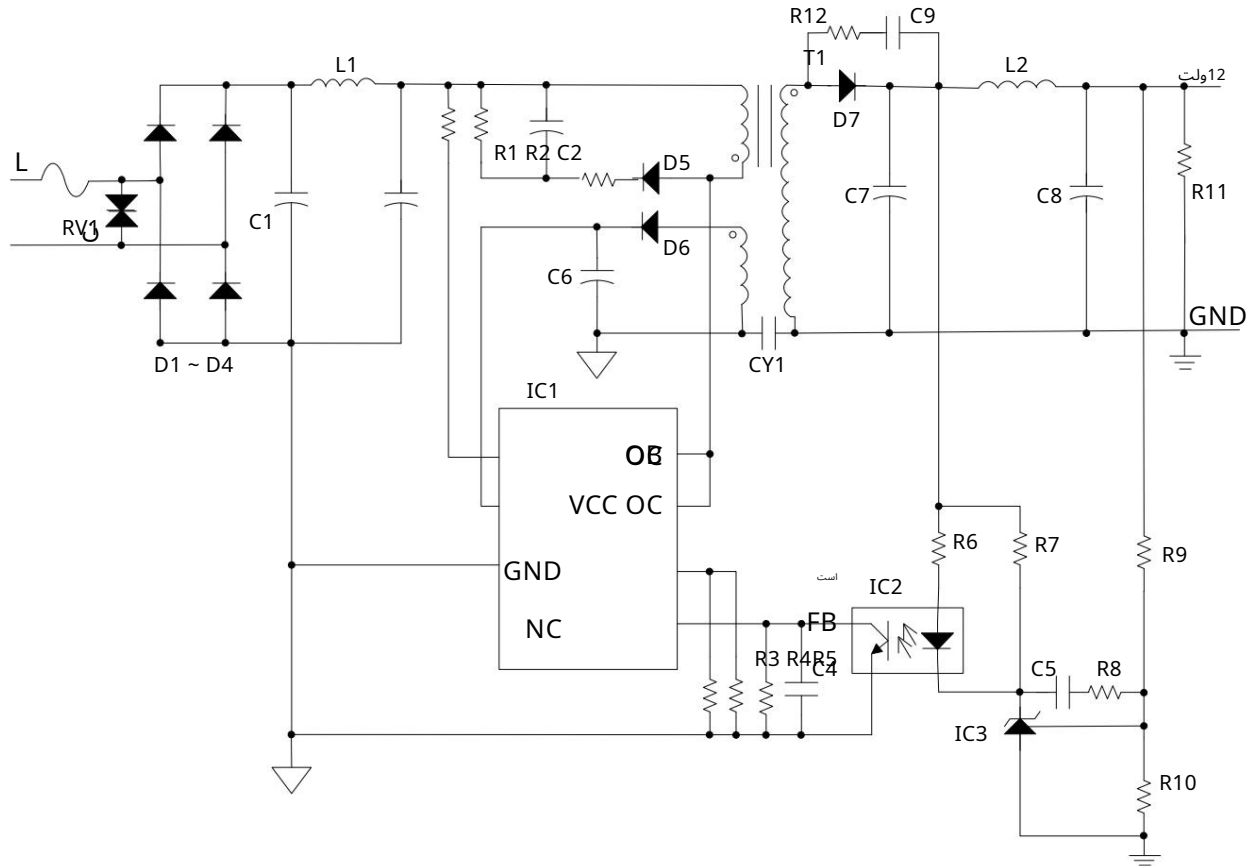 R12 C9
T1
L1
L2
12ولت
D7
L
R1 R2 C2
D5
RV1
C1
C7
C8
R11
D6
C6
GND
D1 ~ D4
CY1
IC1
VCC OC
R6
R7
R9
GND
است
IC2
NC
FB
R3 R4R5
C4
C5
R8
IC3
R10